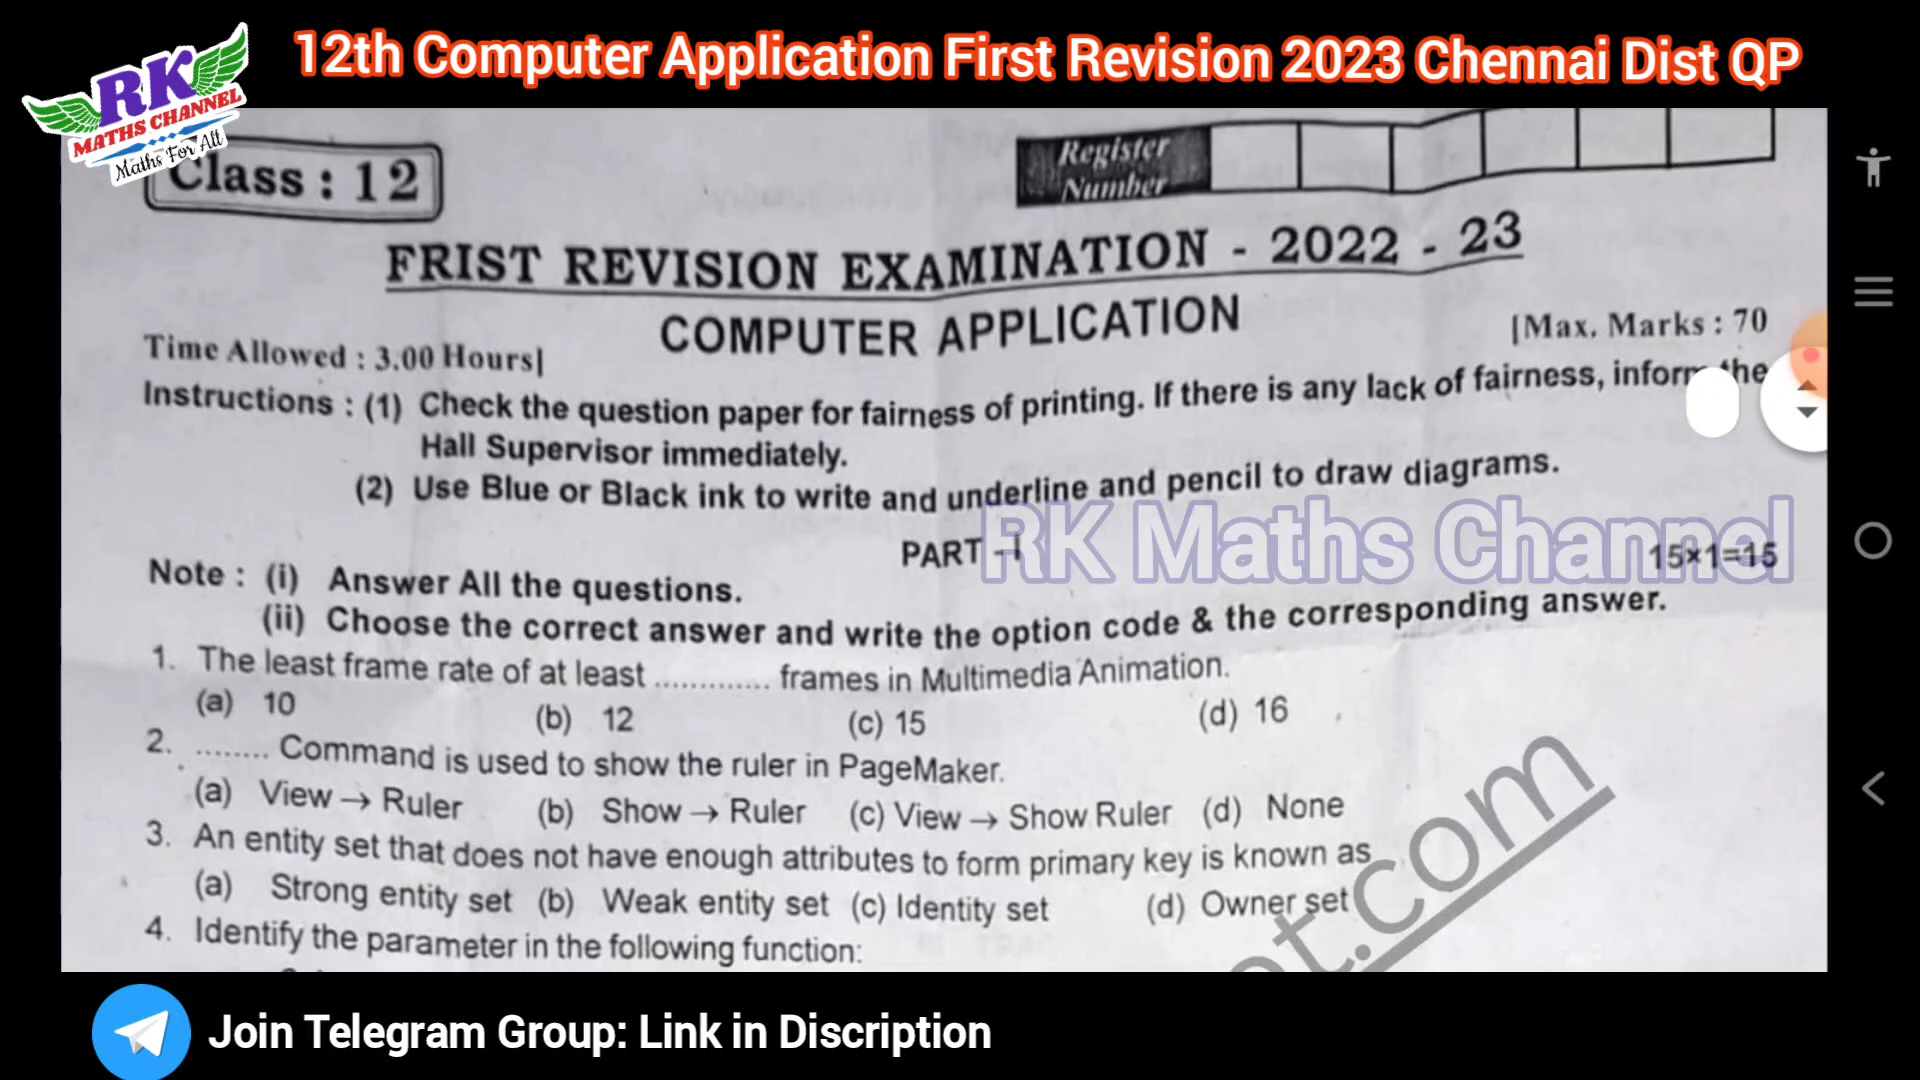 12th Computer Application First Revision 2023 Chennai Dist QP
RK
MATHS CHANNEL
Maths For All
Class : 12
Register
Number
FRIST REVISION EXAMINATION - 2022 - 23
COMPUTER APPLICATION
Time Allowed : 3.00 Hours]
[Max. Marks : 70
Instructions : (1) Check the question paper for fairness of printing. If there is any lack of fairness, inform the
Hall Supervisor immediately.
(2) Use Blue or Black ink to write and underline and pencil to draw diagrams.
RK Maths Channel
PART - I
15×1=15
Note : (i) Answer All the questions.
(ii) Choose the correct answer and write the option code & the corresponding answer.
1. The least frame rate of at least ............. frames in Multimedia Animation.
(a) 10 (b) 12 (c) 15 (d) 16
2. ........ Command is used to show the ruler in PageMaker.
(a) View → Ruler (b) Show → Ruler (c) View → Show Ruler (d) None
3. An entity set that does not have enough attributes to form primary key is known as
(a) Strong entity set (b) Weak entity set (c) Identity set (d) Owner set
4. Identify the parameter in the following function:
t.com
Join Telegram Group: Link in Discription